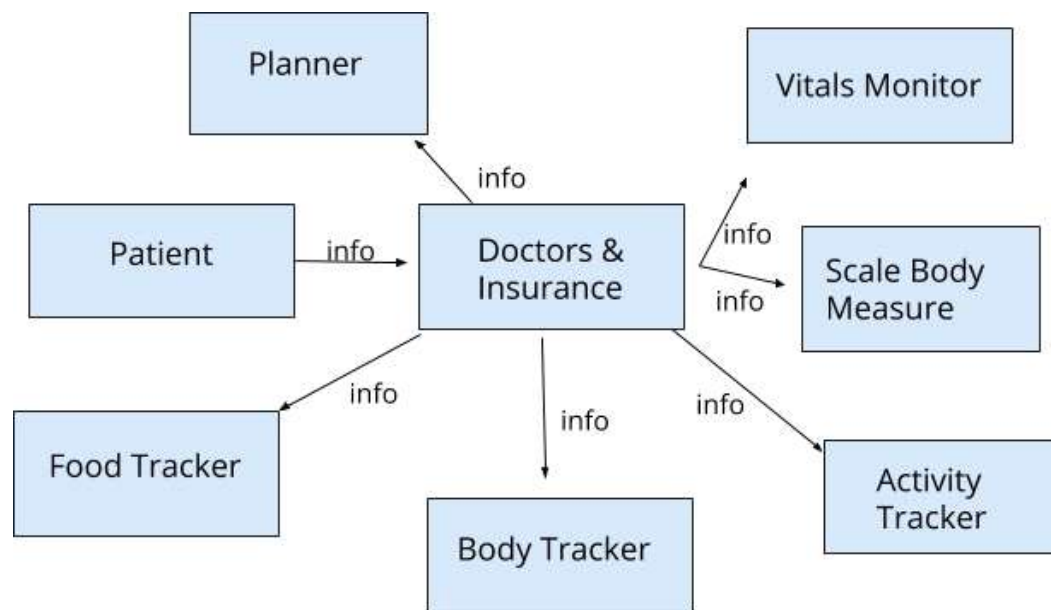 Planner
Vitals Monitor
info
Patient
info
Doctors &
Insurance
info
info
Scale Body
Measure
info
info
info
Food Tracker
Body Tracker
Activity
Tracker